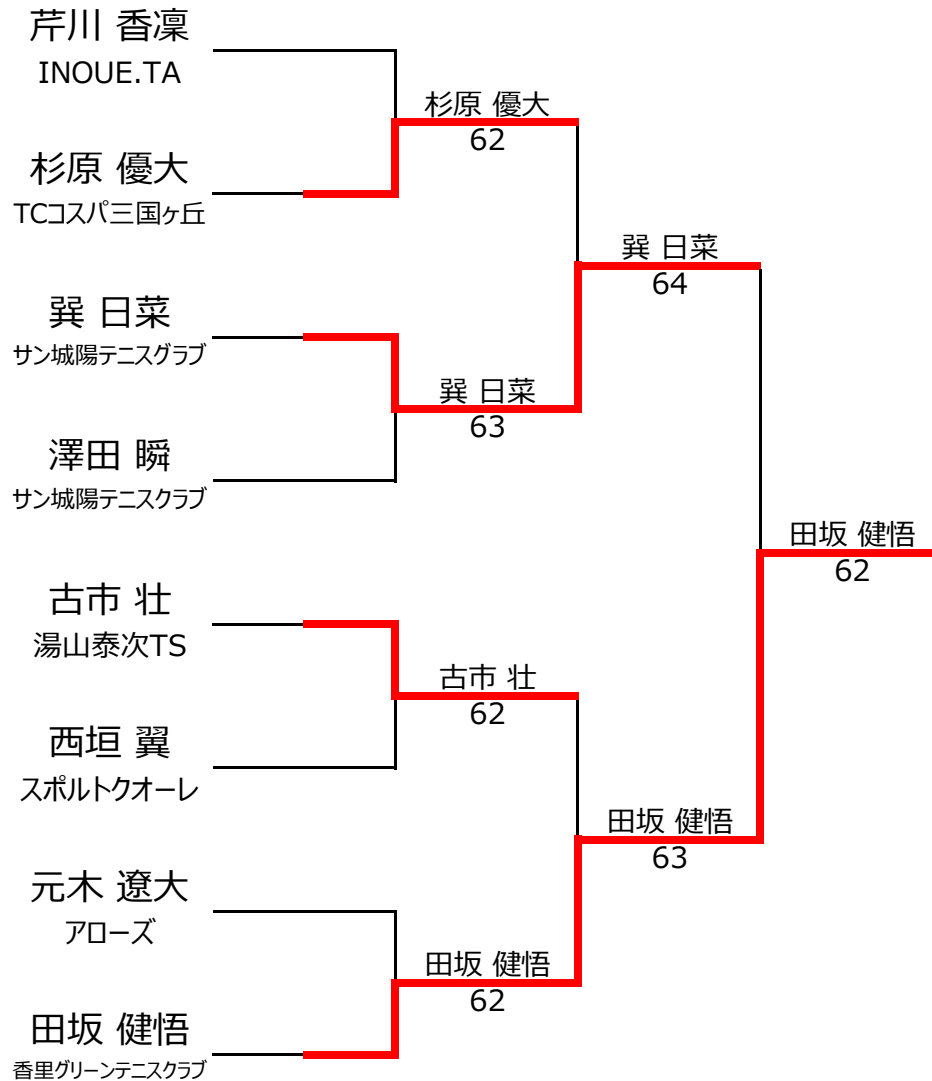 芹川 香凜
INOUE.TA
杉原 優大
62
杉原 優大
TCコスパ三国ヶ丘
巽 日菜
64
巽 日菜
サン城陽テニスグラブ
巽 日菜
63
澤田 瞬
サン城陽テニスクラブ
田坂 健悟
62
古市 壮
湯山泰次TS
古市 壮
62
西垣 翼
スポルトクオーレ
田坂 健悟
63
元木 遼大
アローズ
田坂 健悟
62
田坂 健悟
香里グリーンテニスクラブ